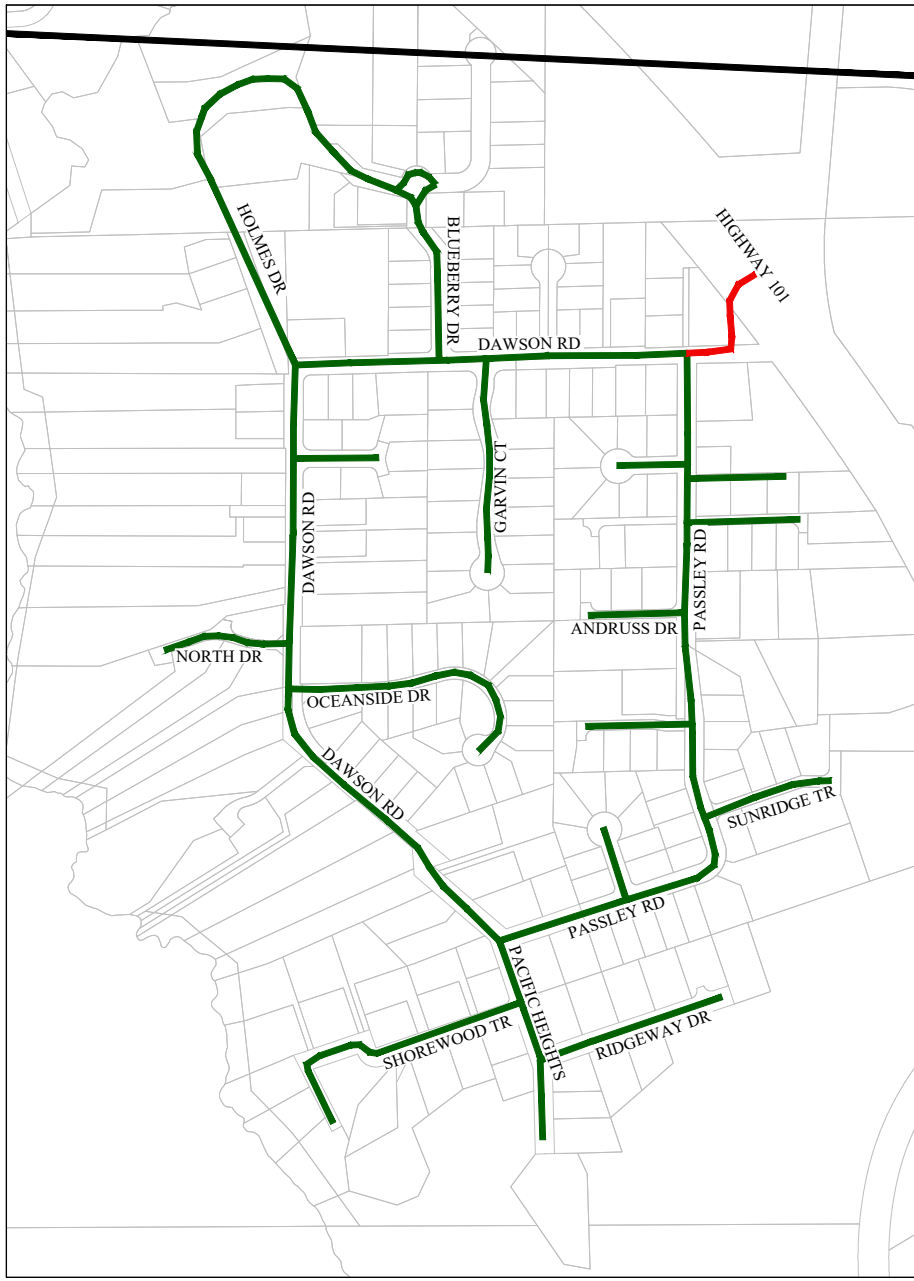 HOLMES DR
BLUEBERRY DR
HIGHWAY 101
DAWSON RD
GARVIN CT
DAWSON RD
PASSLEY RD
ANDRUSS DR
NORTH DR
OCEANSIDE DR
DAWSON RD
SUNRIDGE TR
PASSLEY RD
PACIFIC HEIGHTS
SHOREWOOD TR
RIDGEWAY DR